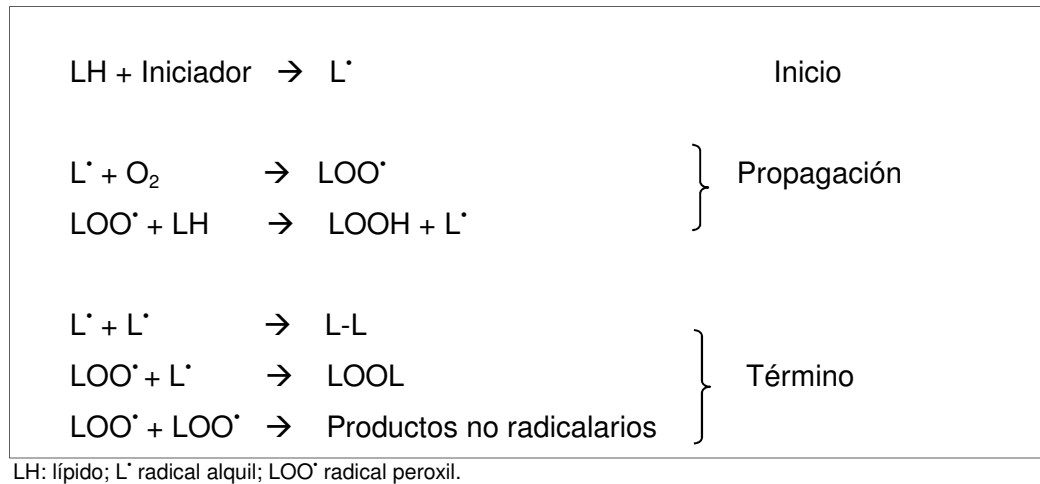 LH + Iniciador → L• Inicio
L• + O₂ → LOO• Propagación
LOO• + LH → LOOH + L•
L• + L• → L-L
LOO• + L• → LOOL Término
LOO• + LOO• → Productos no radicalarios
LH: lípido; L• radical alquil; LOO• radical peroxil.